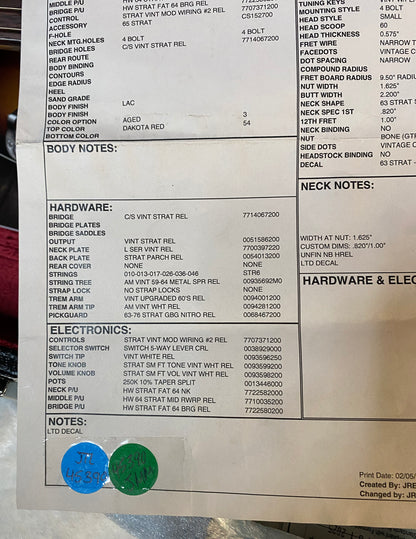 MIDDLE P/U
BRIDGE P/U HW STRAT FAT 64 BRG REL
CONTROL STRAT VINT MOD WIRING #2 REL 7707371200
ACCESSORY 65 STRAT CS152700
F-HOLE
NECK MTG.HOLES 4 BOLT 4 BOLT
BRIDGE HOLES C/S VINT STRAT REL 7714067200
REAR ROUTE
BODY BINDING
CONTOURS
EDGE RADIUS
HEEL
SAND GRADE
BODY FINISH LAC
BODY FINISH 3
COLOR OPTION AGED 54
TOP COLOR DAKOTA RED
BOTTOM COLOR
BODY NOTES:
HARDWARE:
BRIDGE C/S VINT STRAT REL 7714067200
BRIDGE PLATES
BRIDGE SADDLES
OUTPUT VINT STRAT REL 0051586200
NECK PLATE L SER VINT REL 7700397220
BACK PLATE STRAT PARCH REL 0054013200
REAR COVER NONE NONE
STRINGS 010-013-017-026-036-046 STR6
STRING TREE AM VINT 59-64 METAL SPR REL 00935692M0
STRAP LOCK NO STRAP LOCKS NONE
TREM ARM VINT UPGRADED 60'S REL 0094001200
TREM ARM TIP AM VINT WHT REL 0094281200
PICKGUARD 63-76 STRAT GBG NITRO REL 0068467200
ELECTRONICS:
CONTROLS STRAT VINT MOD WIRING #2 REL 7707371200
SELECTOR SWITCH SWITCH 5-WAY LEVER CRL 0038929000
SWITCH TIP VINT WHITE REL 0093596250
TONE KNOB STRAT SM FT TONE VINT WHT REL 0093599200
VOLUME KNOB STRAT SM FT VOL VINT WHT REL 0093598200
POTS 250K 10% TAPER SPLIT 0013446000
NECK P/U HW STRAT FAT 64 NK 7722582000
MIDDLE P/U HW 64 STRAT MID RWRP REL 7710035200
BRIDGE P/U HW STRAT FAT 64 BRG REL 7722580200
NOTES:
LTD DECAL
TUNING KEYS
MOUNTING STYLE 4 BOLT
HEAD STYLE SMALL
HEAD SCOOP 60
HEAD THICKNESS 0.575"
FRET WIRE NARROW T
FACEDOTS VINTAGE C
DOT SPACING NARROW
COMPOUND RADIUS
FRET BOARD RADIUS 9.50" RADIU
NUT WIDTH 1.625"
BUTT WIDTH 2.200"
NECK SHAPE 63 STRAT
NECK SPEC 1ST .820"
12TH FRET 1.00"
NECK BINDING NO
NUT BONE (GT
SIDE DOTS VINTAGE C
HEADSTOCK BINDING NO
DECAL 63 STRAT -
NECK NOTES:
WIDTH AT NUT: 1.625"
CUSTOM DIMS: .820"/1.00"
UNFIN NB HREL
LTD DECAL
HARDWARE & ELEC
Print Date: 02/05/
Created By: JRE
Changed by: JR